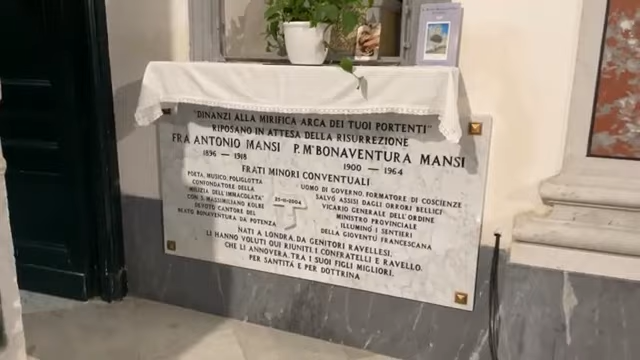 "DINANZI ALLA MIRIFICA ARCA DEI TUOI PORTENTI"
RIPOSANO IN ATTESA DELLA RISURREZIONE
FRA ANTONIO MANSI P. Mº BONAVENTURA MANSI
1896 — 1918 1900 — 1964
FRATI MINORI CONVENTUALI
POETA, MUSICO, POLIGLOTTA
CONFONDATORE DELLA
MILIZIA DELL'IMMACOLATA
CON S. MASSIMILIANO KOLBE
DEVOTO CANTORE DEL
BEATO BONAVENTURA DA POTENZA
UOMO DI GOVERNO, FORMATORE DI COSCIENZE
SALVÒ ASSISI DAGLI ORRORI BELLICI
VICARIO GENERALE DELL'ORDINE
MINISTRO PROVINCIALE
ILLUMINÒ I SENTIERI
DELLA GIOVENTÙ FRANCESCANA
NATI A LONDRA, DA GENITORI RAVELLESI,
LI HANNO VOLUTI QUI RIUNITI I CONFRATELLI E RAVELLO,
CHE LI ANNOVERA, TRA I SUOI FIGLI MIGLIORI,
PER SANTITÀ E PER DOTTRINA